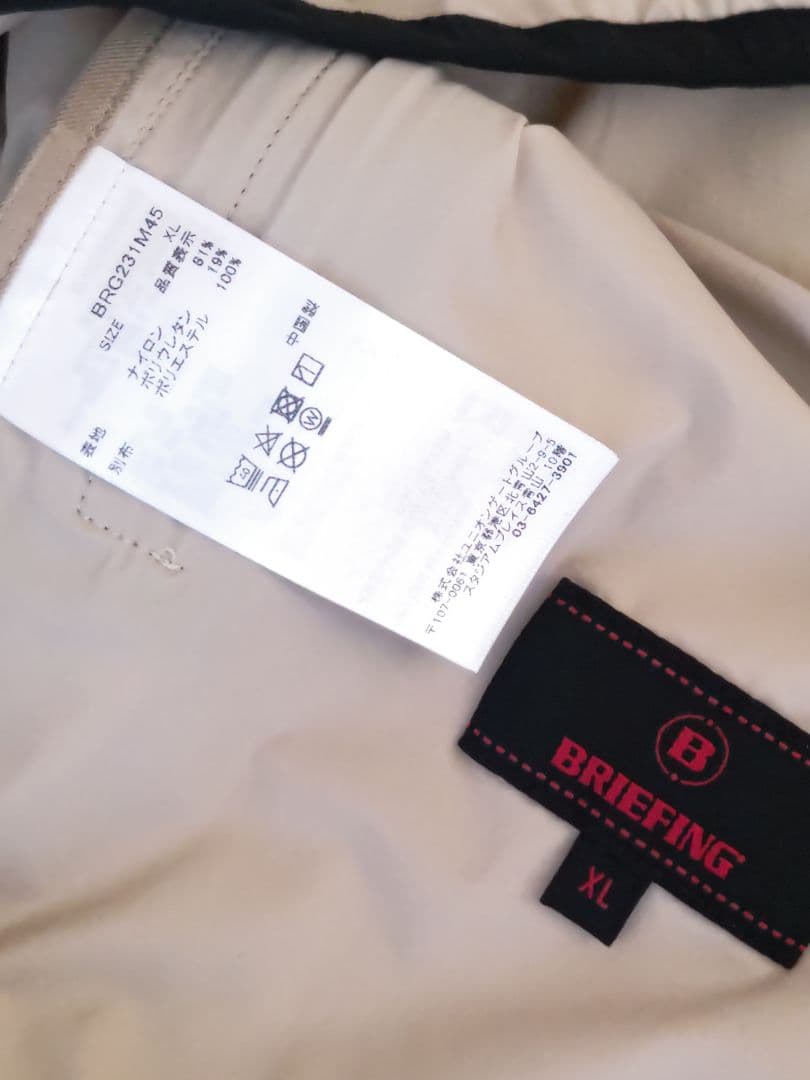 BRG231M45
SIZE XL
品質表示
表地 ナイロン 81%
ポリウレタン 19%
別布 ポリエステル 100%
中国製
40
W
株式会社ユニオンゲートグループ
〒107-0061 東京都港区北青山2-9-5
スタジアムプレイス青山 10階
03-6427-3901
B
BRIEFING
XL